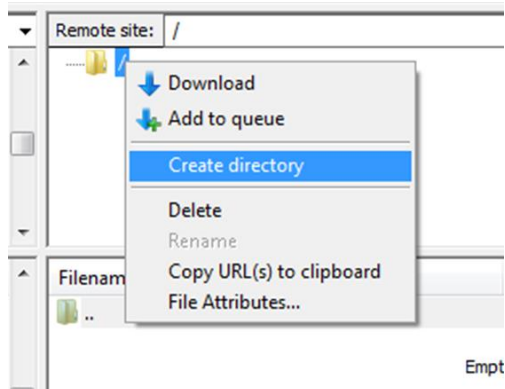 Remote site: /
/
Download
Add to queue
Create directory
Delete
Rename
Copy URL(s) to clipboard
File Attributes...
Filenam
..
Empt